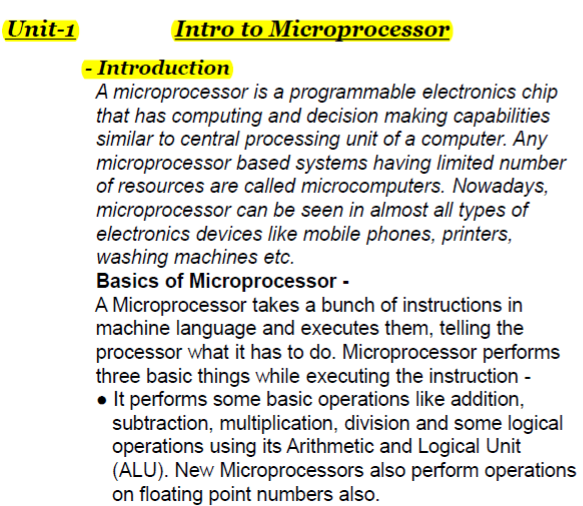 Unit-1 Intro to Microprocessor
- Introduction
A microprocessor is a programmable electronics chip
that has computing and decision making capabilities
similar to central processing unit of a computer. Any
microprocessor based systems having limited number
of resources are called microcomputers. Nowadays,
microprocessor can be seen in almost all types of
electronics devices like mobile phones, printers,
washing machines etc.
Basics of Microprocessor -
A Microprocessor takes a bunch of instructions in
machine language and executes them, telling the
processor what it has to do. Microprocessor performs
three basic things while executing the instruction -
● It performs some basic operations like addition,
subtraction, multiplication, division and some logical
operations using its Arithmetic and Logical Unit
(ALU). New Microprocessors also perform operations
on floating point numbers also.